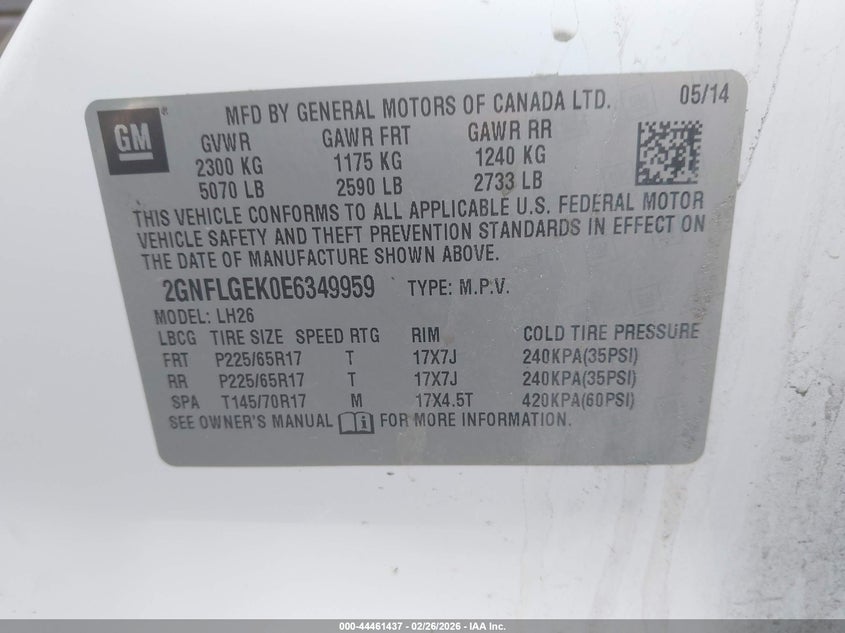 GM ®
MFD BY GENERAL MOTORS OF CANADA LTD. 05/14
GVWR GAWR FRT GAWR RR
2300 KG 1175 KG 1240 KG
5070 LB 2590 LB 2733 LB
THIS VEHICLE CONFORMS TO ALL APPLICABLE U.S. FEDERAL MOTOR
VEHICLE SAFETY AND THEFT PREVENTION STANDARDS IN EFFECT ON
THE DATE OF MANUFACTURE SHOWN ABOVE.
2GNFLGEK0E6349959 TYPE: M.P.V.
MODEL: LH26
LBCG TIRE SIZE SPEED RTG RIM COLD TIRE PRESSURE
FRT P225/65R17 T 17X7J 240KPA(35PSI)
RR P225/65R17 T 17X7J 240KPA(35PSI)
SPA T145/70R17 M 17X4.5T 420KPA(60PSI)
SEE OWNER'S MANUAL FOR MORE INFORMATION.
000-44461437 - 02/26/2026 - IAA Inc.